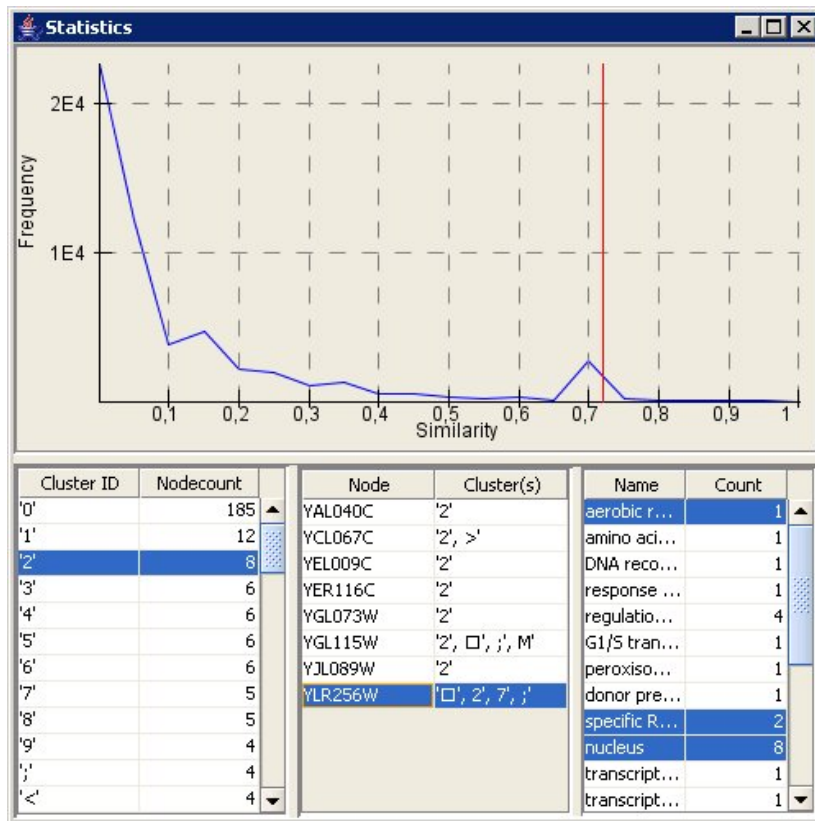 Statistics
2E4
1E4
Frequency
0,1 0,2 0,3 0,4 0,5 0,6 0,7 0,8 0,9 1
Similarity
Cluster ID Nodecount
'0' 185
'1' 12
'2' 8
'3' 6
'4' 6
'5' 6
'6' 6
'7' 5
'8' 5
'9' 4
';' 4
'<' 4
Node Cluster(s)
YAL040C '2'
YCL067C '2', >'
YEL009C '2'
YER116C '2'
YGL073W '2'
YGL115W '2', □', ;', M'
YJL089W '2'
YLR256W '□', 2', 7', ;'
Name Count
aerobic r... 1
amino aci... 1
DNA reco... 1
response ... 1
regulatio... 4
G1/S tran... 1
peroxiso... 1
donor pre... 1
specific R... 2
nucleus 8
transcript... 1
transcript... 1